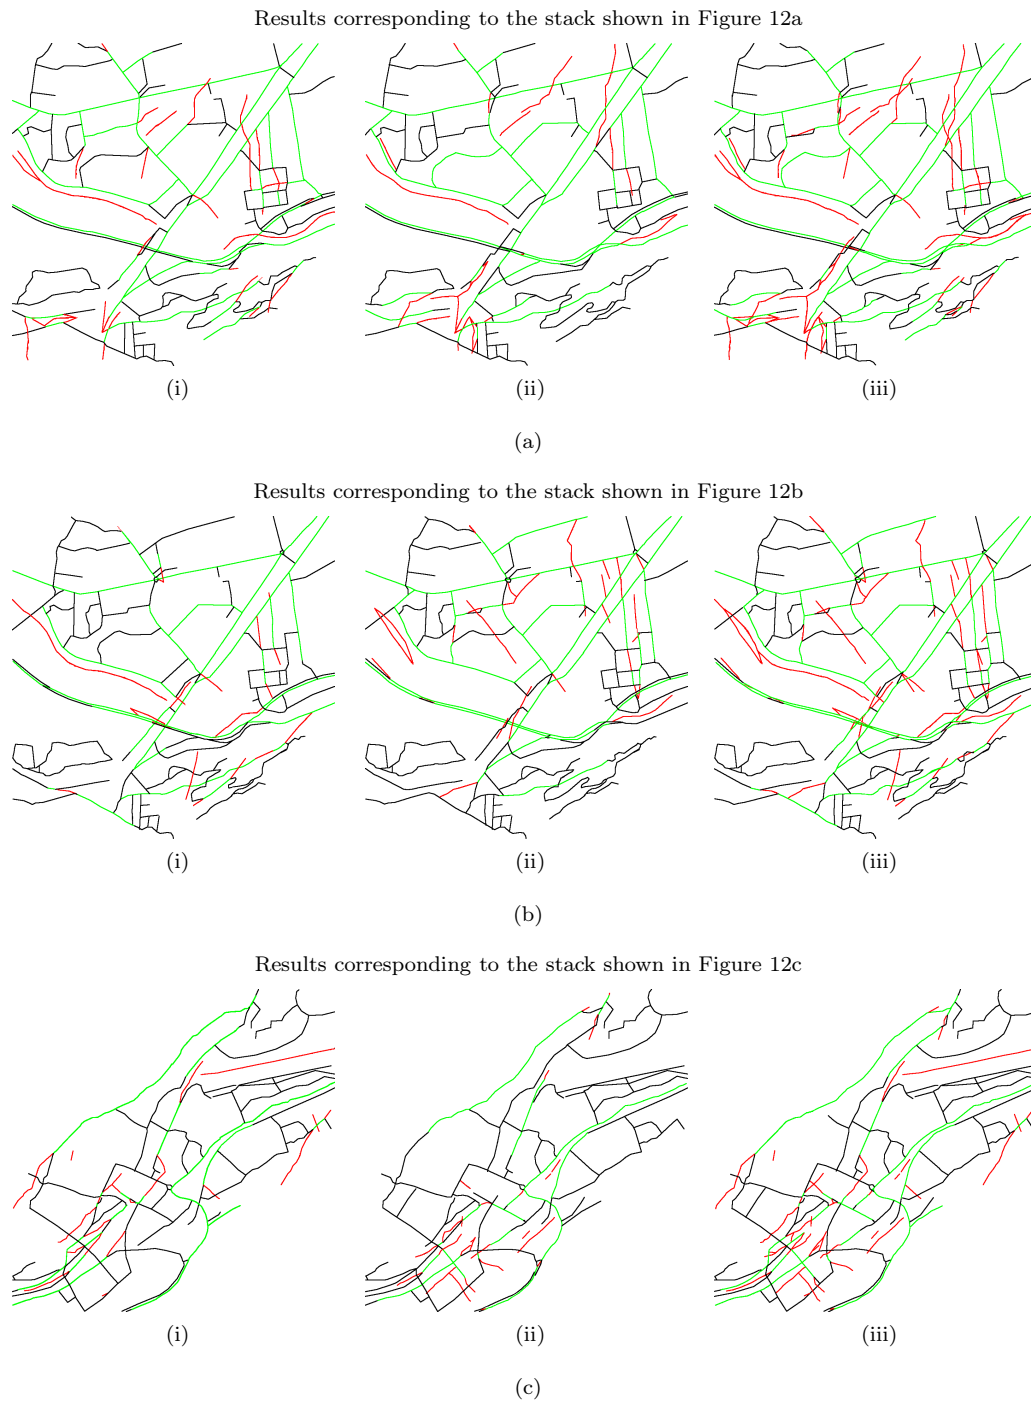 Results corresponding to the stack shown in Figure 12a
(i)
(ii)
(iii)
(a)
Results corresponding to the stack shown in Figure 12b
(i)
(ii)
(iii)
(b)
Results corresponding to the stack shown in Figure 12c
(i)
(ii)
(iii)
(c)